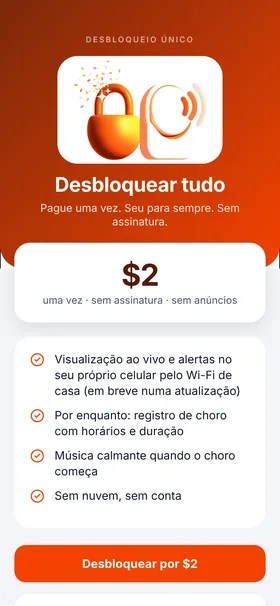 DESBLOQUEIO ÚNICO
Desbloquear tudo
Pague uma vez. Seu para sempre. Sem
assinatura.
$2
uma vez · sem assinatura · sem anúncios
Visualização ao vivo e alertas no
seu próprio celular pelo Wi-Fi de
casa (em breve numa atualização)
Por enquanto: registro de choro
com horários e duração
Música calmante quando o choro
começa
Sem nuvem, sem conta
Desbloquear por $2